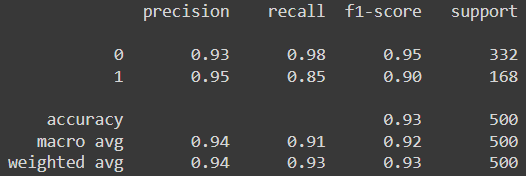 precision recall f1-score support
0 0.93 0.98 0.95 332
1 0.95 0.85 0.90 168
accuracy 0.93 500
macro avg 0.94 0.91 0.92 500
weighted avg 0.94 0.93 0.93 500